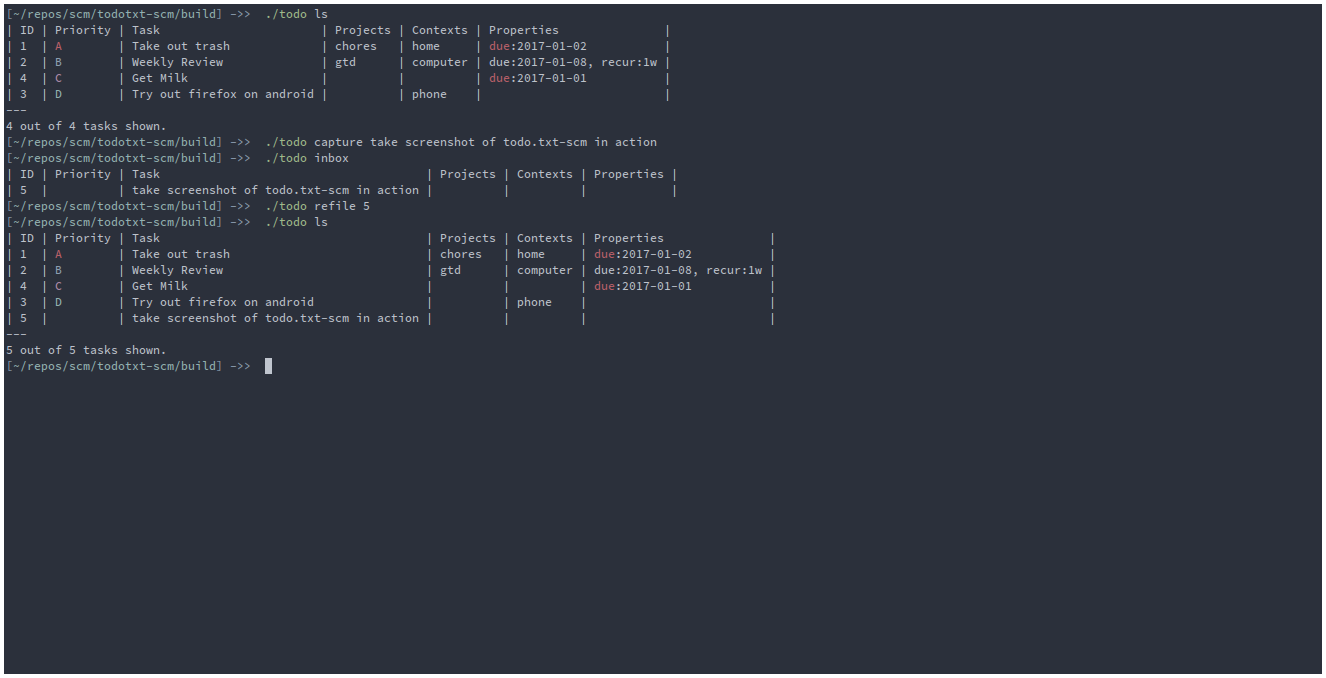 [~/repos/scm/todotxt-scm/build] ->>  ./todo ls
| ID | Priority | Task                      | Projects | Contexts | Properties               |
| 1  | A        | Take out trash            | chores   | home     | due:2017-01-02           |
| 2  | B        | Weekly Review             | gtd      | computer | due:2017-01-08, recur:1w |
| 4  | C        | Get Milk                  |          |          | due:2017-01-01           |
| 3  | D        | Try out firefox on android |          | phone    |                          |
---
4 out of 4 tasks shown.
[~/repos/scm/todotxt-scm/build] ->>  ./todo capture take screenshot of todo.txt-scm in action
[~/repos/scm/todotxt-scm/build] ->>  ./todo inbox
| ID | Priority | Task                                      | Projects | Contexts | Properties |
| 5  |          | take screenshot of todo.txt-scm in action |          |          |            |
[~/repos/scm/todotxt-scm/build] ->>  ./todo refile 5
[~/repos/scm/todotxt-scm/build] ->>  ./todo ls
| ID | Priority | Task                                      | Projects | Contexts | Properties               |
| 1  | A        | Take out trash                            | chores   | home     | due:2017-01-02           |
| 2  | B        | Weekly Review                             | gtd      | computer | due:2017-01-08, recur:1w |
| 4  | C        | Get Milk                                  |          |          | due:2017-01-01           |
| 3  | D        | Try out firefox on android                |          | phone    |                          |
| 5  |          | take screenshot of todo.txt-scm in action |          |          |                          |
---
5 out of 5 tasks shown.
[~/repos/scm/todotxt-scm/build] ->>